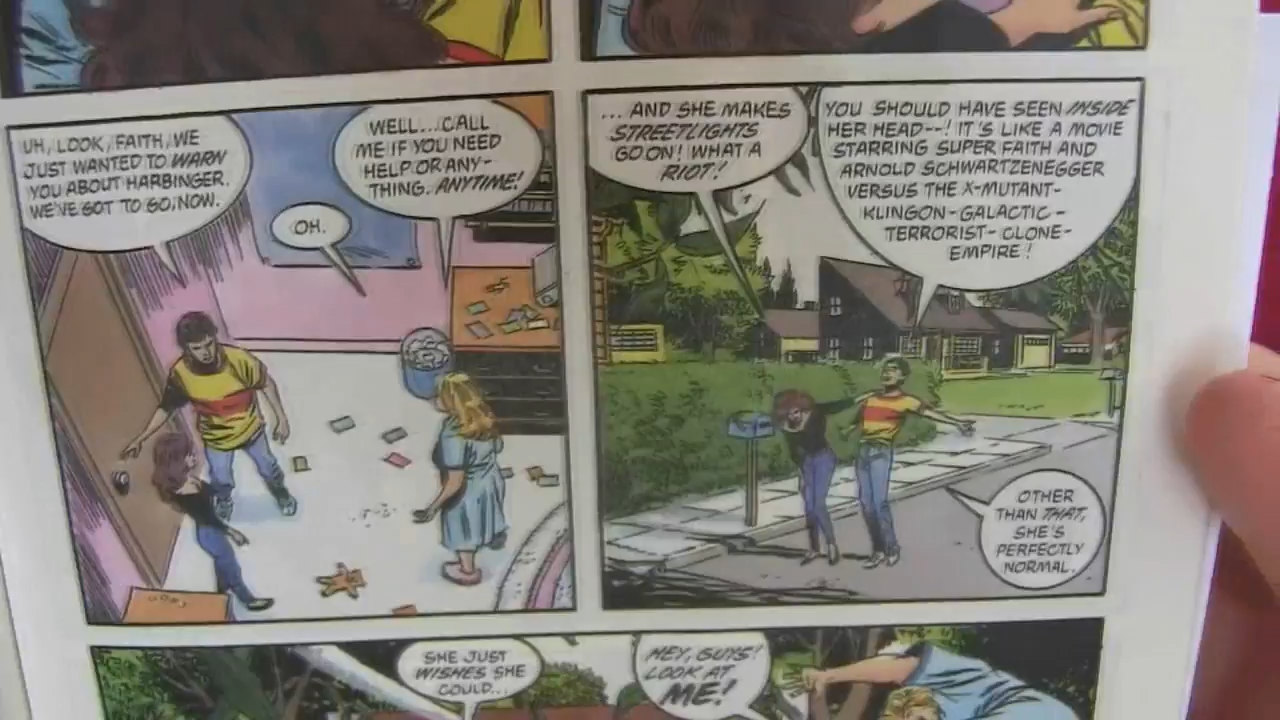 UH, LOOK, FAITH, WE
JUST WANTED TO WARN
YOU ABOUT HARBINGER.
WE'VE GOT TO GO, NOW.
OH.
WELL...CALL
ME IF YOU NEED
HELP OR ANY-
THING. ANYTIME!
...AND SHE MAKES
STREETLIGHTS
GO ON! WHAT A
RIOT!
YOU SHOULD HAVE SEEN INSIDE
HER HEAD--! IT'S LIKE A MOVIE
STARRING SUPER FAITH AND
ARNOLD SCHWARTZENEGGER
VERSUS THE X-MUTANT-
KLINGON-GALACTIC-
TERRORIST-CLONE-
EMPIRE!
OTHER
THAN THAT,
SHE'S
PERFECTLY
NORMAL.
SHE JUST
WISHES SHE
COULD...
HEY, GUYS!
LOOK AT
ME!